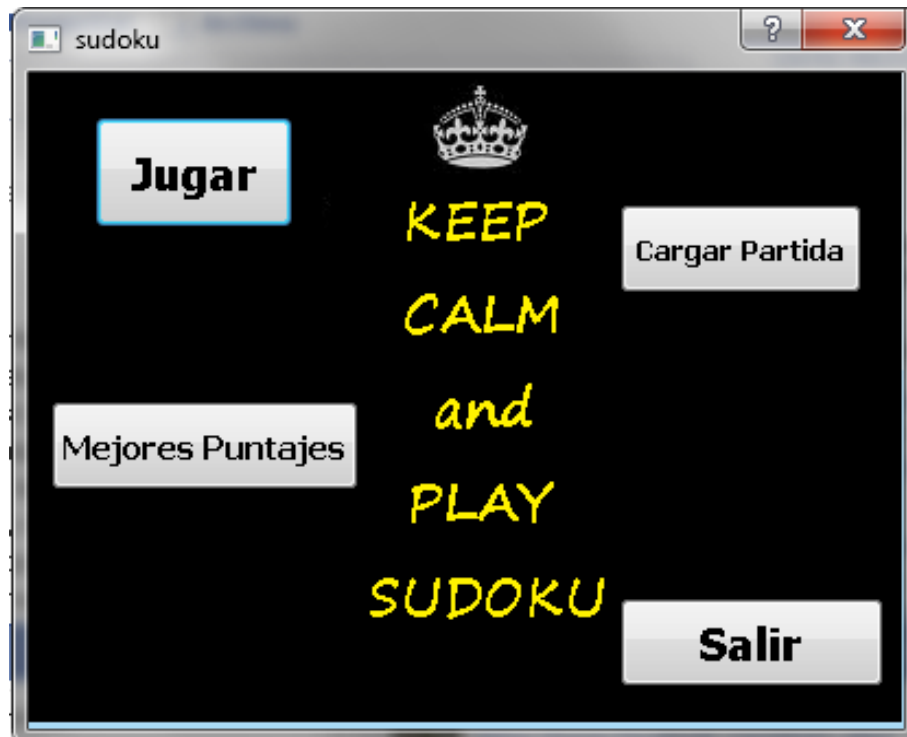 sudoku
Jugar
KEEP
Cargar Partida
CALM
and
Mejores Puntajes
PLAY
SUDOKU
Salir